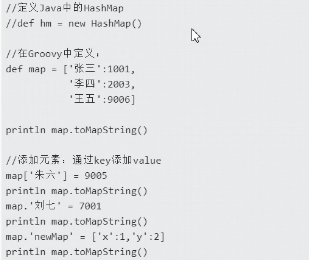 //定义Java中的HashMap
//def hm = new HashMap()
//在Groovy中定义：
def map = ['张三':1001,
'李四':2003,
'王五':9006]
println map.toMapString()
//添加元素：通过key添加value
map['朱六'] = 9005
println map.toMapString()
map.'刘七' = 7001
println map.toMapString()
map.'newMap' = ['x':1,'y':2]
println map.toMapString()